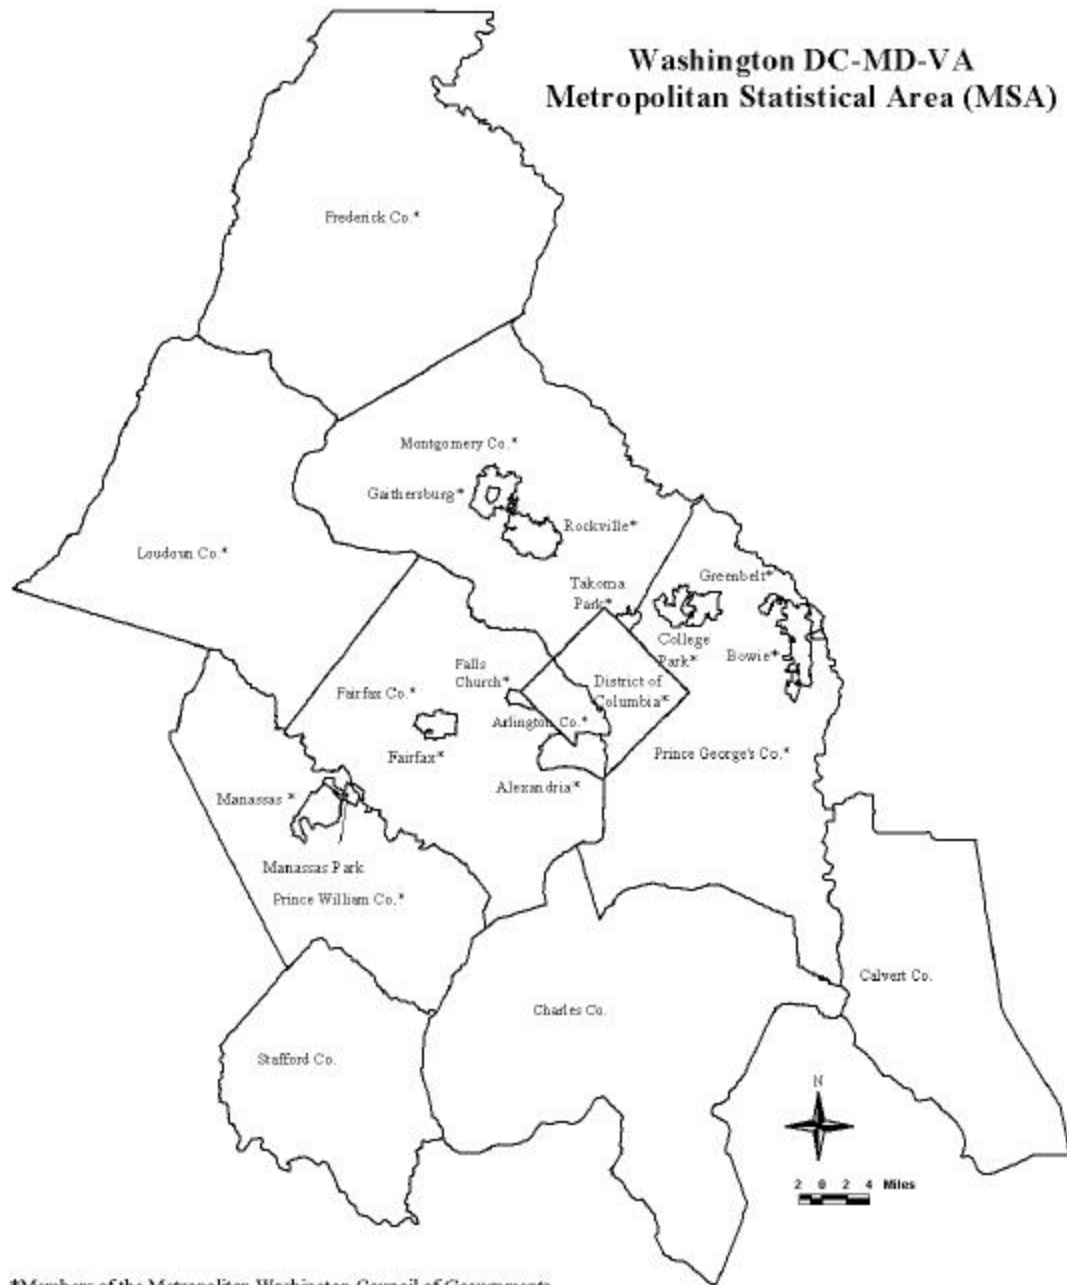 Washington DC-MD-VA
Metropolitan Statistical Area (MSA)
Frederick Co.*
Montgomery Co.*
Gaithersburg*
Rockville*
Loudoun Co.*
Takoma
Park*
Greenbelt*
College
Park*
Bowie*
Falls
Church*
District of
Columbia*
Fairfax Co.*
Arlington Co.*
Fairfax*
Prince George's Co.*
Alexandria*
Manassas *
Manassas Park
Prince William Co.*
Calvert Co.
Charles Co.
Stafford Co.
N
2 0 2 4 Miles
*Members of the Metropolitan Washington Council of Governments